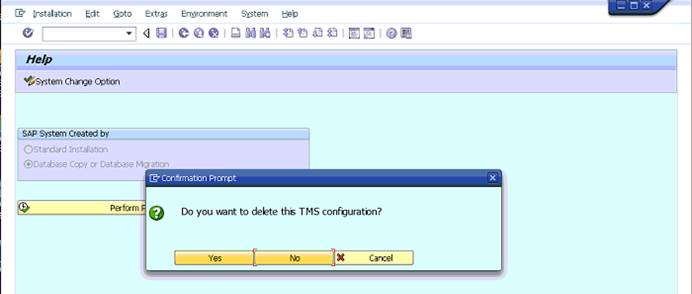 Installation Edit Goto Extras Environment System Help
Help
System Change Option
SAP System Created by
Standard Installation
Database Copy or Database Migration
Confirmation Prompt
Perform
Do you want to delete this TMS configuration?
Yes No Cancel